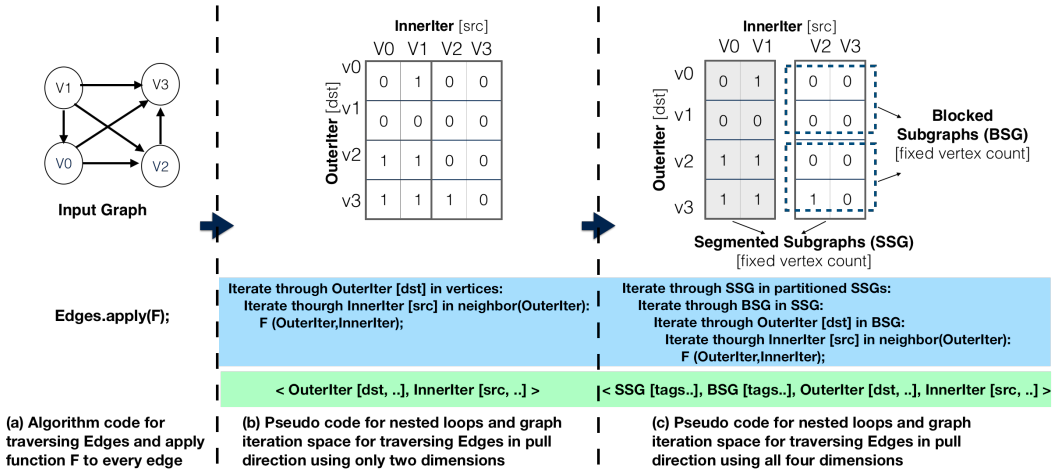 V1
V3
V0
V2
Input Graph
Edges.apply(F);
(a) Algorithm code for
traversing Edges and apply
function F to every edge
InnerIter [src]
V0 V1 V2 V3
OuterIter [dst]
v0
v1
v2
v3
0 1 0 0
0 0 0 0
1 1 0 0
1 1 1 0
Iterate through OuterIter [dst] in vertices:
Iterate thourgh InnerIter [src] in neighbor(OuterIter):
F (OuterIter,InnerIter);
< OuterIter [dst, ..], InnerIter [src, ..] >
(b) Pseudo code for nested loops and graph
iteration space for traversing Edges in pull
direction using only two dimensions
InnerIter [src]
V0 V1 V2 V3
OuterIter [dst]
v0
v1
v2
v3
0 1 0 0
0 0 0 0
1 1 0 0
1 1 1 0
Blocked
Subgraphs (BSG)
[fixed vertex count]
Segmented Subgraphs (SSG)
[fixed vertex count]
Iterate through SSG in partitioned SSGs:
Iterate through BSG in SSG:
Iterate through OuterIter [dst] in BSG:
Iterate thourgh InnerIter [src] in neighbor(OuterIter):
F (OuterIter,InnerIter);
< SSG [tags..], BSG [tags..], OuterIter [dst, ..], InnerIter [src, ..] >
(c) Pseudo code for nested loops and graph
iteration space for traversing Edges in pull
direction using all four dimensions